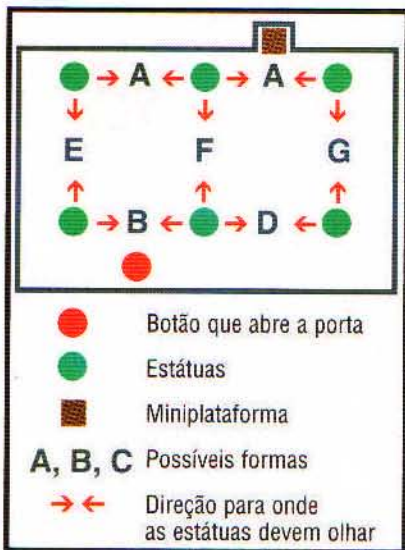 A A
E F G
B D
Botão que abre a porta
Estátuas
Miniplataforma
A, B, C Possíveis formas
Direção para onde
as estátuas devem olhar